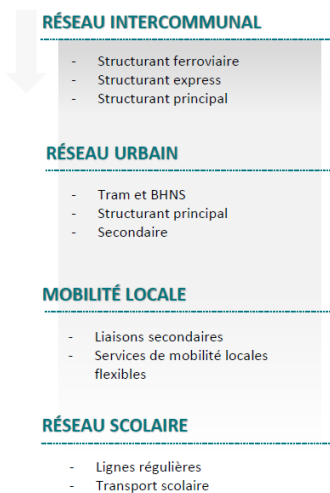 RÉSEAU INTERCOMMUNAL
- Structurant ferroviaire
- Structurant express
- Structurant principal
RÉSEAU URBAIN
- Tram et BHNS
- Structurant principal
- Secondaire
MOBILITÉ LOCALE
- Liaisons secondaires
- Services de mobilité locales
flexibles
RÉSEAU SCOLAIRE
- Lignes régulières
- Transport scolaire